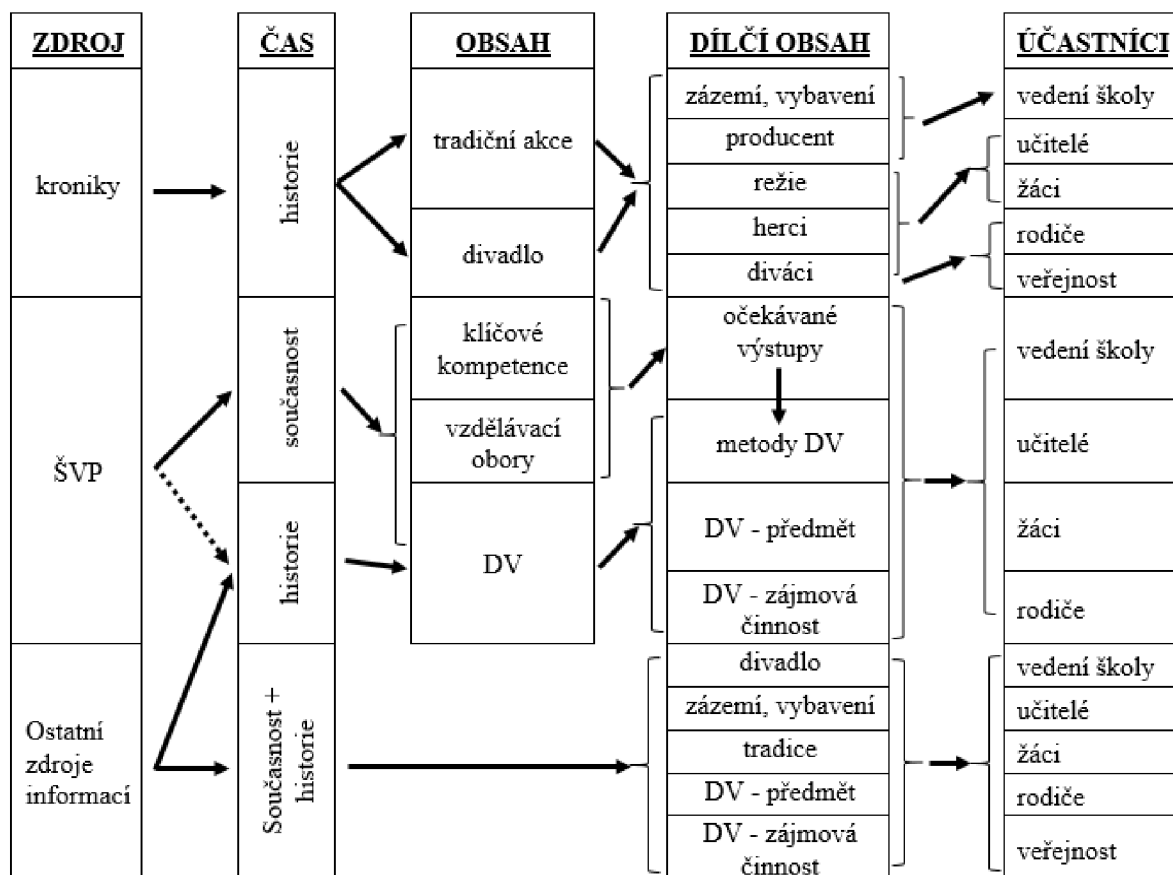 ZDROJ
ČAS
OBSAH
DÍLČÍ OBSAH
ÚČASTNÍCI
kroniky
historie
tradiční akce
divadlo
zázemí, vybavení
producent
režie
herci
diváci
vedení školy
učitelé
žáci
rodiče
veřejnost
ŠVP
současnost
historie
klíčové
kompetence
vzdělávací
obory
DV
očekávané
výstupy
metody DV
DV - předmět
DV - zájmová
činnost
vedení školy
učitelé
žáci
rodiče
Ostatní
zdroje
informací
Současnost +
historie
divadlo
zázemí, vybavení
tradice
DV - předmět
DV - zájmová
činnost
vedení školy
učitelé
žáci
rodiče
veřejnost